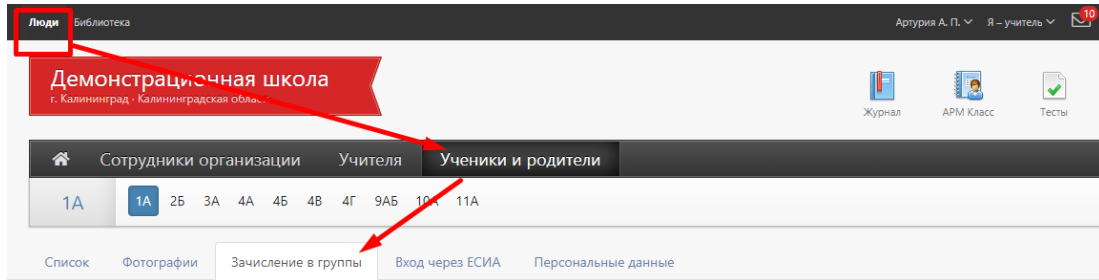 Люди Библиотека Артурия А. П. Я – учитель 10
Демонстрационная школа
г. Калининград · Калининградская область
Журнал АРМ Класс Тесты
Сотрудники организации Учителя Ученики и родители
1А 1А 2Б 3А 4А 4Б 4В 4Г 9АБ 10А 11А
Список Фотографии Зачисление в группы Вход через ЕСИА Персональные данные